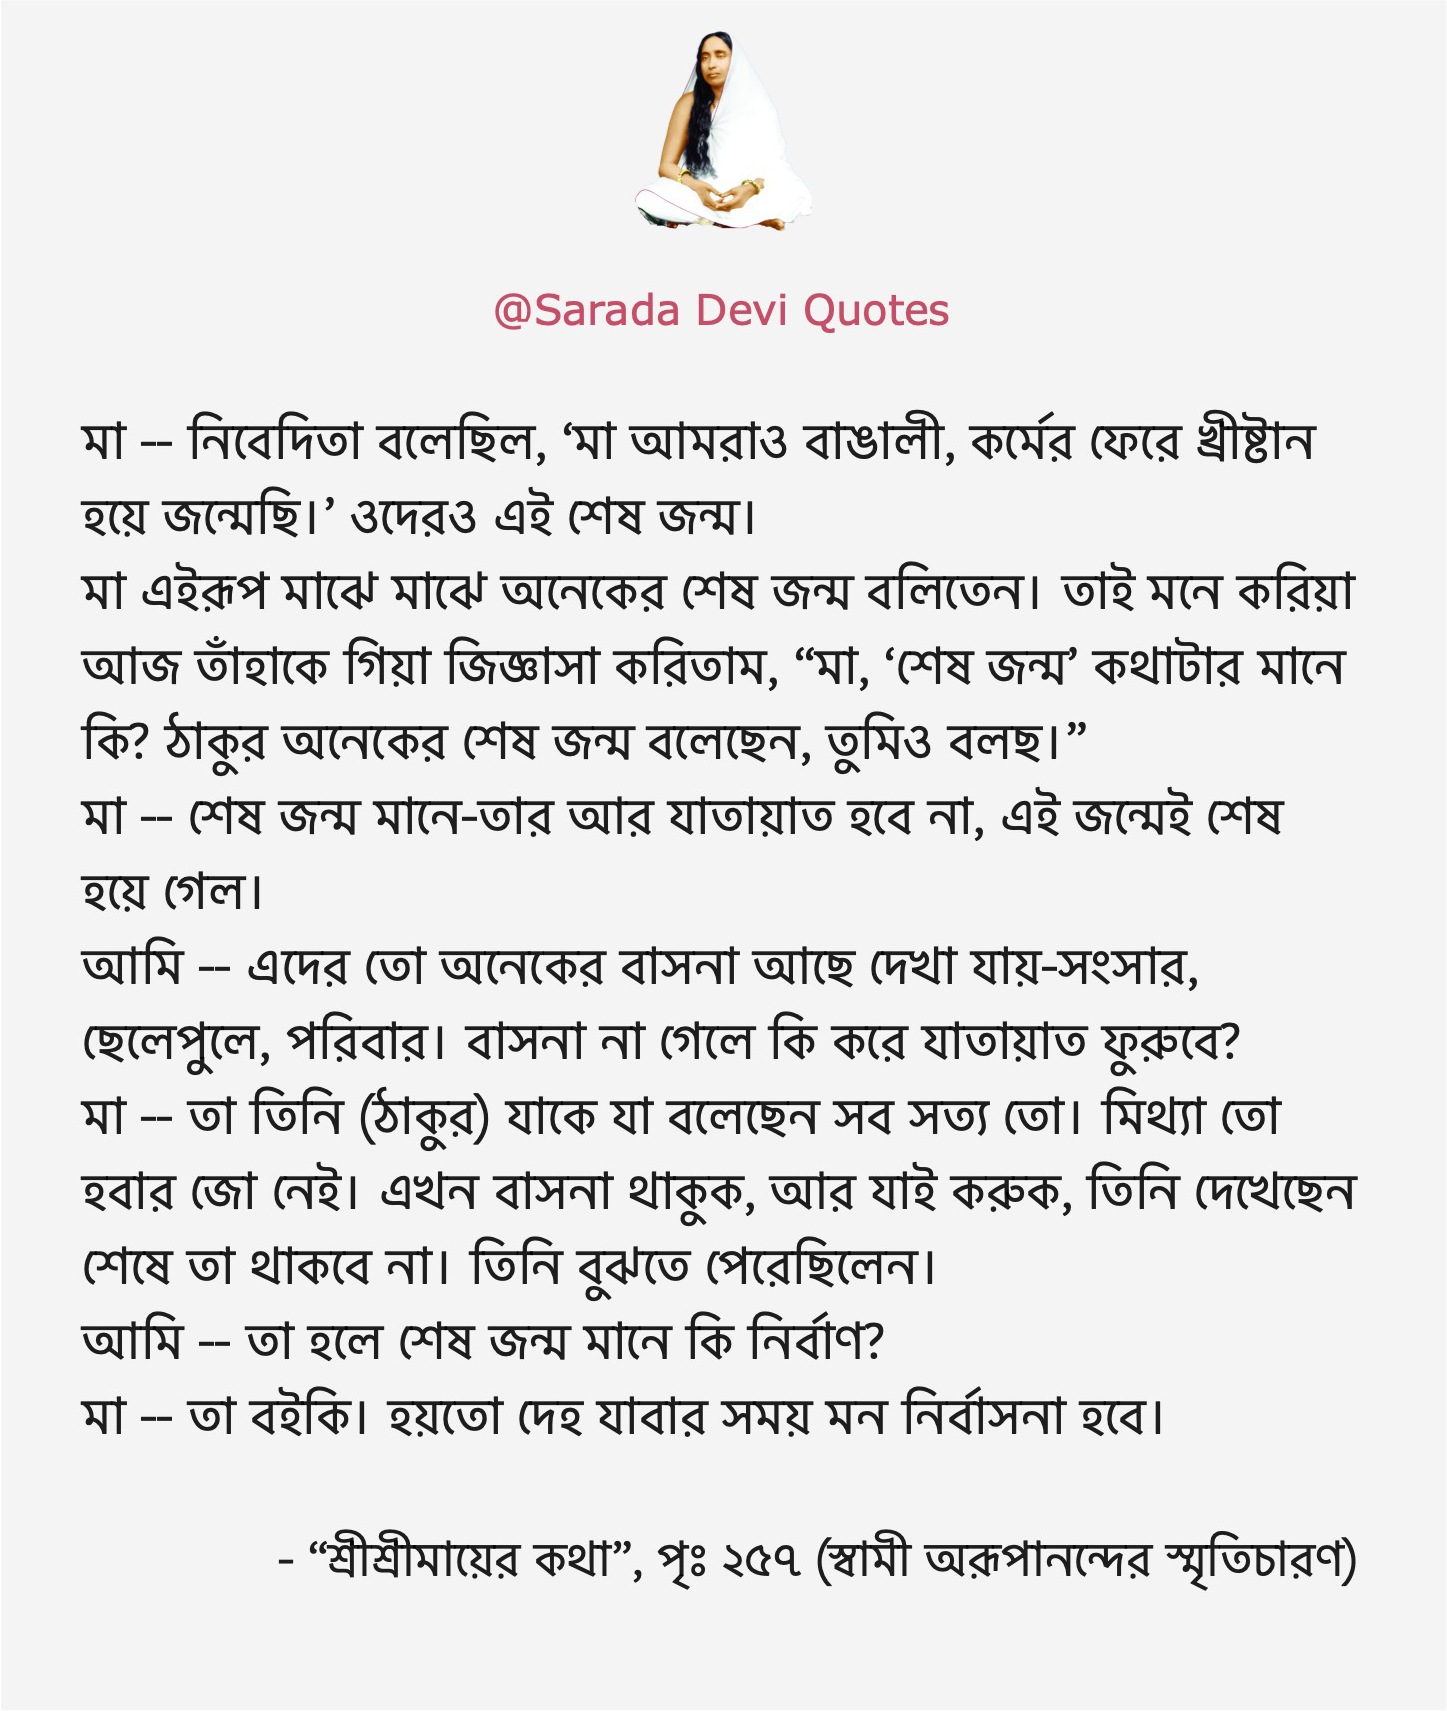 @Sarada Devi Quotes
মা -- নিবেদিতা বলেছিল, ‘মা আমরাও বাঙালী, কর্মের ফেরে খ্রীষ্টান
হয়ে জন্মেছি।’ ওদেরও এই শেষ জন্ম।
মা এইরূপ মাঝে মাঝে অনেকের শেষ জন্ম বলিতেন। তাই মনে করিয়া
আজ তাঁহাকে গিয়া জিজ্ঞাসা করিতাম, “মা, ‘শেষ জন্ম’ কথাটার মানে
কি? ঠাকুর অনেকের শেষ জন্ম বলেছেন, তুমিও বলছ।”
মা -- শেষ জন্ম মানে-তার আর যাতায়াত হবে না, এই জন্মেই শেষ
হয়ে গেল।
আমি -- এদের তো অনেকের বাসনা আছে দেখা যায়-সংসার,
ছেলেপুলে, পরিবার। বাসনা না গেলে কি করে যাতায়াত ফুরুবে?
মা -- তা তিনি (ঠাকুর) যাকে যা বলেছেন সব সত্য তো। মিথ্যা তো
হবার জো নেই। এখন বাসনা থাকুক, আর যাই করুক, তিনি দেখেছেন
শেষে তা থাকবে না। তিনি বুঝতে পেরেছিলেন।
আমি -- তা হলে শেষ জন্ম মানে কি নির্বাণ?
মা -- তা বইকি। হয়তো দেহ যাবার সময় মন নির্বাসনা হবে।
- “শ্রীশ্রীমায়ের কথা”, পৃঃ ২৫৭ (স্বামী অরূপানন্দের স্মৃতিচারণ)